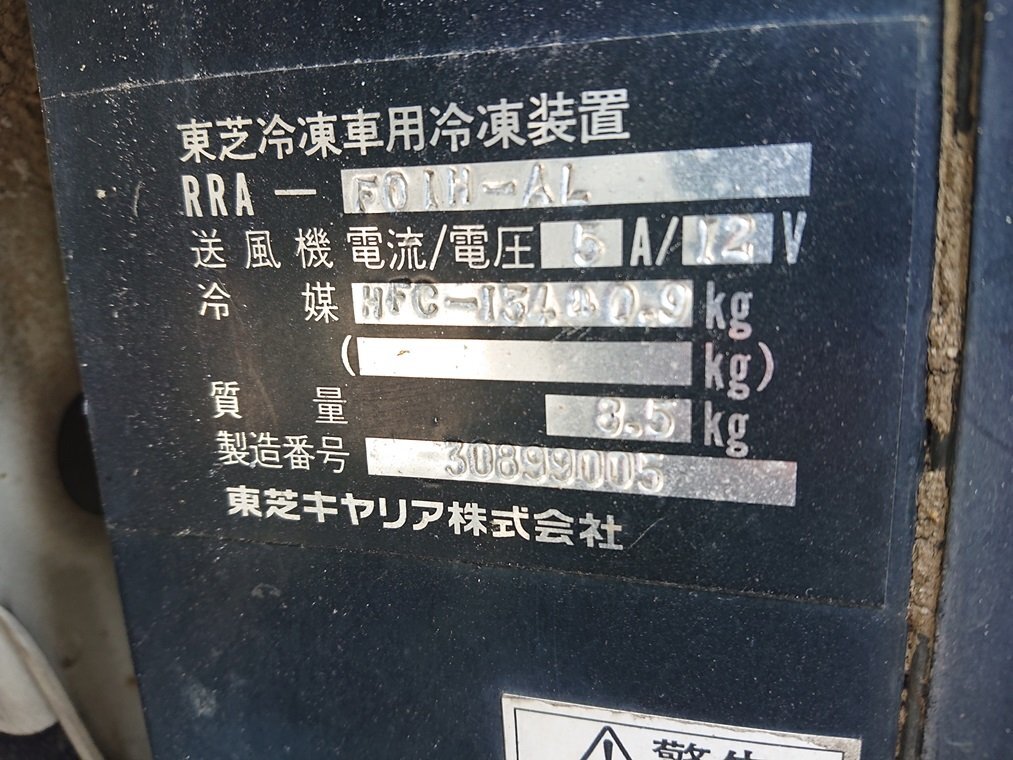 東芝冷凍車用冷凍装置
RRA-F01H-AL
送風機電流/電圧 5 A/12 V
冷媒 HFC-134a 0.9 kg
( kg)
質量 3.5 kg
製造番号 30899005
東芝キヤリア株式会社